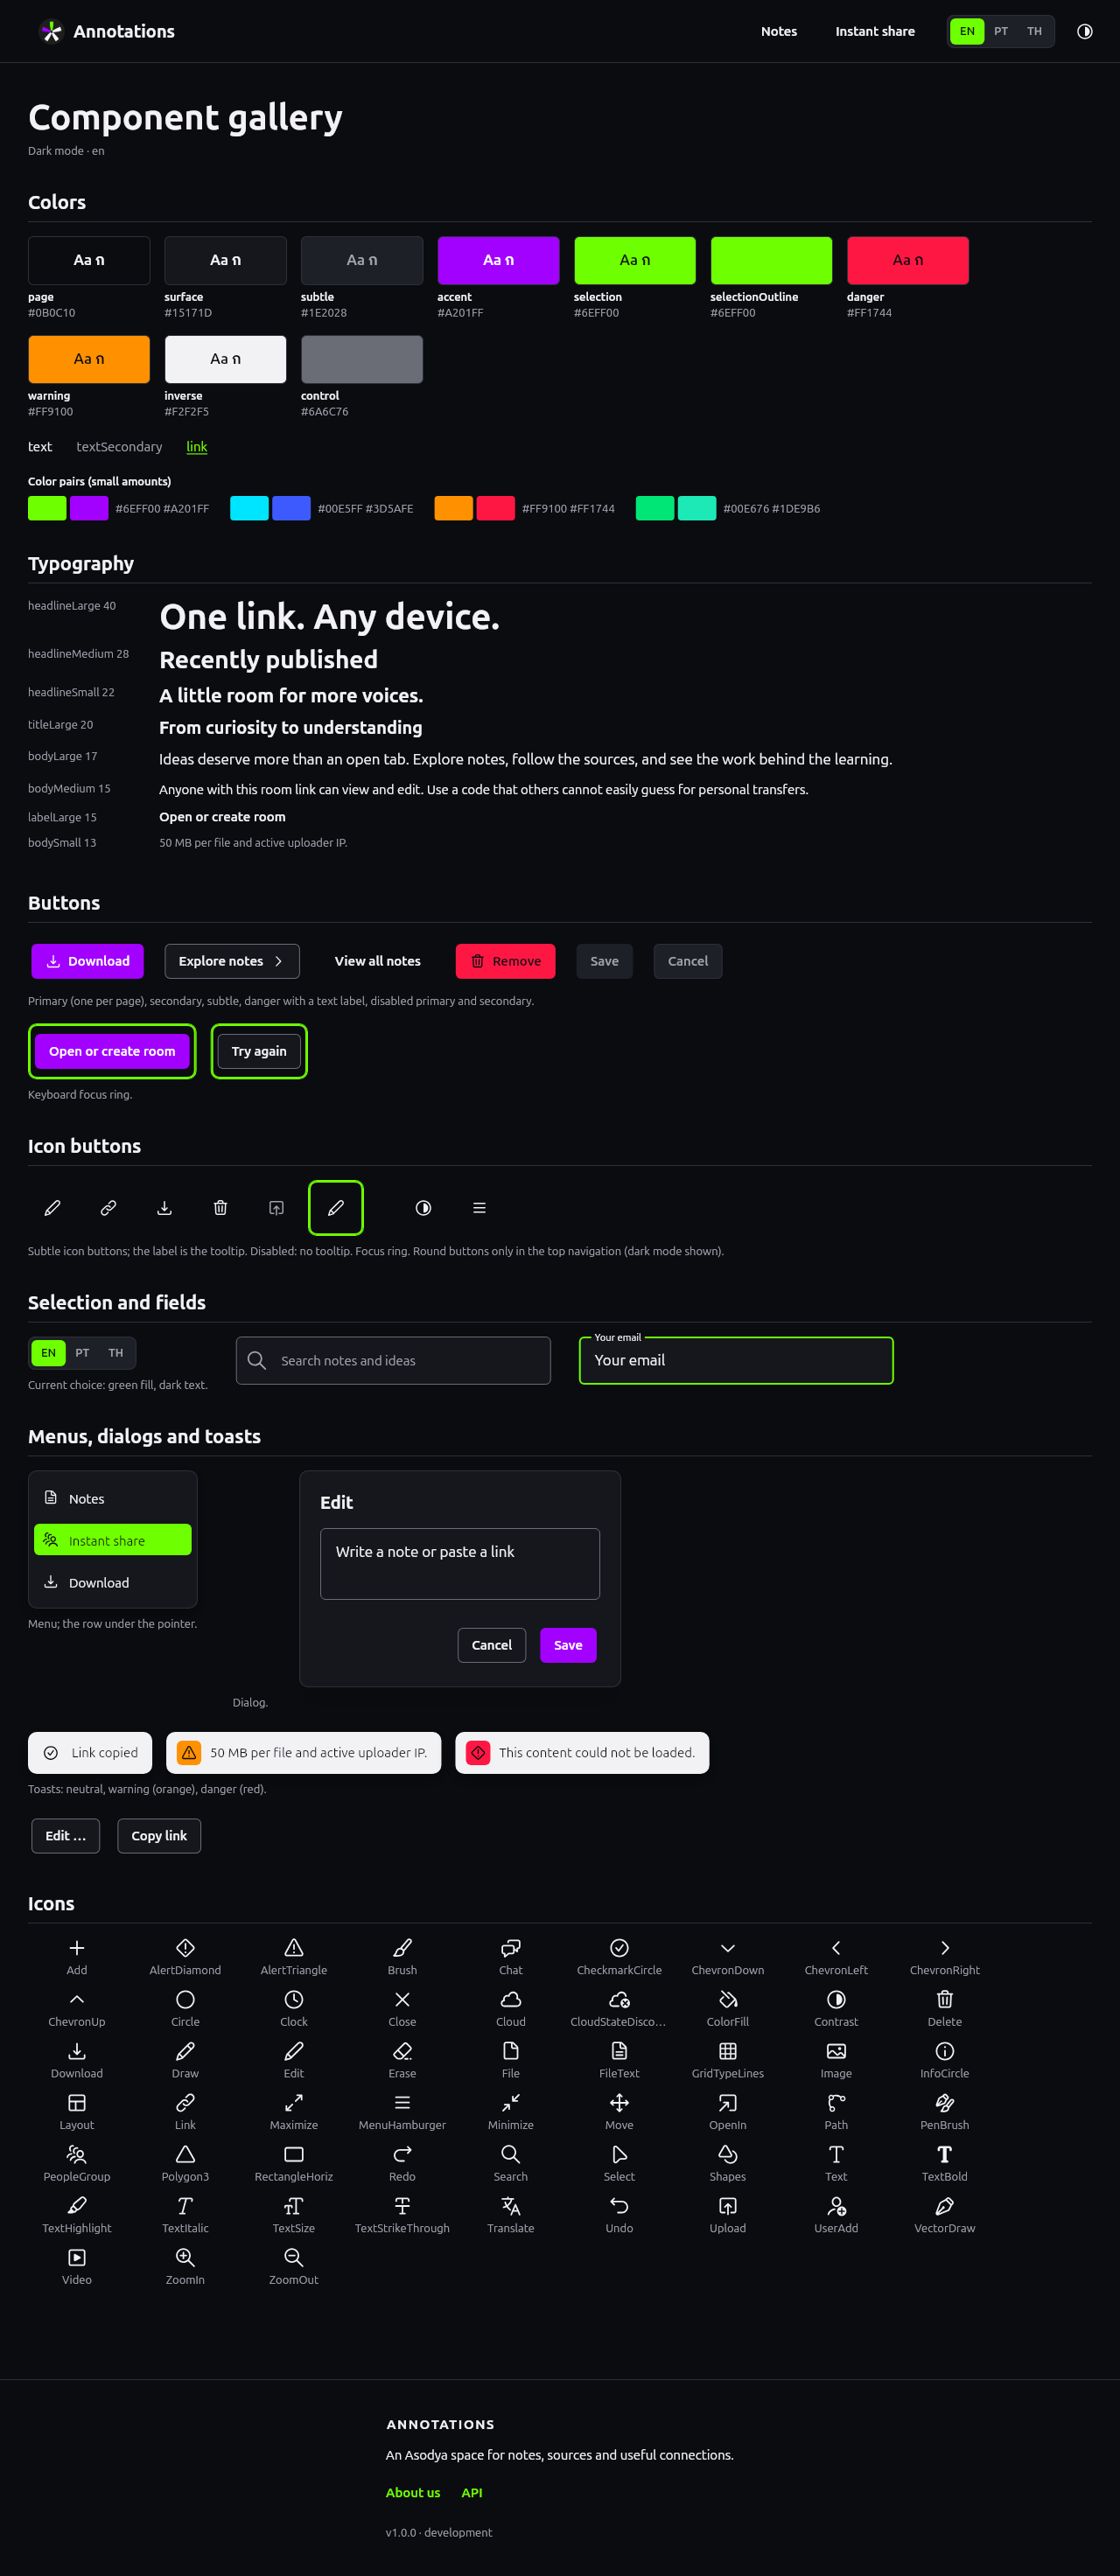 Annotations
Notes
Instant share
EN PT TH
Component gallery
Dark mode · en
Colors
Aa ก Aa ก Aa ก Aa ก Aa ก Aa ก
page surface subtle accent selection selectionOutline danger
#0B0C10 #15171D #1E2028 #A201FF #6EFF00 #6EFF00 #FF1744
Aa ก Aa ก
warning inverse control
#FF9100 #F2F2F5 #6A6C76
text textSecondary link
Color pairs (small amounts)
#6EFF00 #A201FF #00E5FF #3D5AFE #FF9100 #FF1744 #00E676 #1DE9B6
Typography
headlineLarge 40 One link. Any device.
headlineMedium 28 Recently published
headlineSmall 22 A little room for more voices.
titleLarge 20 From curiosity to understanding
bodyLarge 17 Ideas deserve more than an open tab. Explore notes, follow the sources, and see the work behind the learning.
bodyMedium 15 Anyone with this room link can view and edit. Use a code that others cannot easily guess for personal transfers.
labelLarge 15 Open or create room
bodySmall 13 50 MB per file and active uploader IP.
Buttons
Download Explore notes View all notes Remove Save Cancel
Primary (one per page), secondary, subtle, danger with a text label, disabled primary and secondary.
Open or create room Try again
Keyboard focus ring.
Icon buttons
Subtle icon buttons; the label is the tooltip. Disabled: no tooltip. Focus ring. Round buttons only in the top navigation (dark mode shown).
Selection and fields
EN PT TH
Search notes and ideas
Your email
Your email
Current choice: green fill, dark text.
Menus, dialogs and toasts
Notes
Instant share
Download
Menu; the row under the pointer.
Edit
Write a note or paste a link
Cancel Save
Dialog.
Link copied 50 MB per file and active uploader IP. This content could not be loaded.
Toasts: neutral, warning (orange), danger (red).
Edit ... Copy link
Icons
Add AlertDiamond AlertTriangle Brush Chat CheckmarkCircle ChevronDown ChevronLeft ChevronRight
ChevronUp Circle Clock Close Cloud CloudStateDisco… ColorFill Contrast Delete
Download Draw Edit Erase File FileText GridTypeLines Image InfoCircle
Layout Link Maximize MenuHamburger Minimize Move OpenIn Path PenBrush
PeopleGroup Polygon3 RectangleHoriz Redo Search Select Shapes Text TextBold
TextHighlight TextItalic TextSize TextStrikeThrough Translate Undo Upload UserAdd VectorDraw
Video ZoomIn ZoomOut
ANNOTATIONS
An Asodya space for notes, sources and useful connections.
About us API
v1.0.0 · development